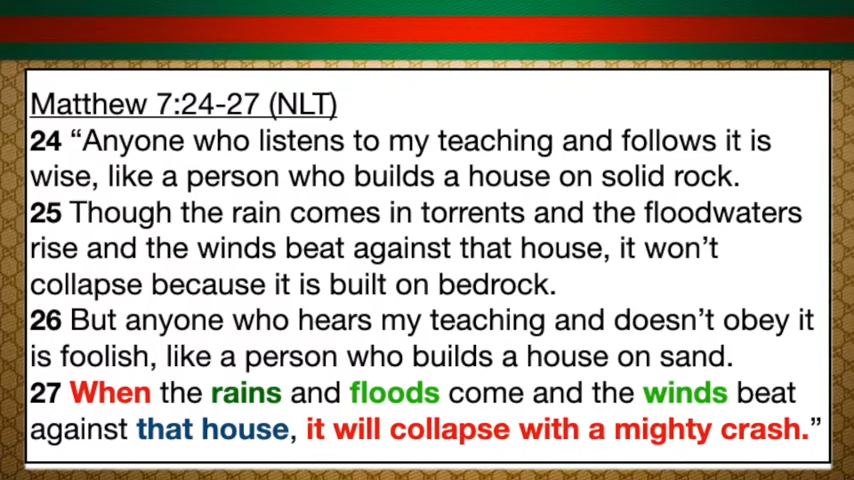 Matthew 7:24-27 (NLT)
24 “Anyone who listens to my teaching and follows it is
wise, like a person who builds a house on solid rock.
25 Though the rain comes in torrents and the floodwaters
rise and the winds beat against that house, it won’t
collapse because it is built on bedrock.
26 But anyone who hears my teaching and doesn’t obey it
is foolish, like a person who builds a house on sand.
27 When the rains and floods come and the winds beat
against that house, it will collapse with a mighty crash.”